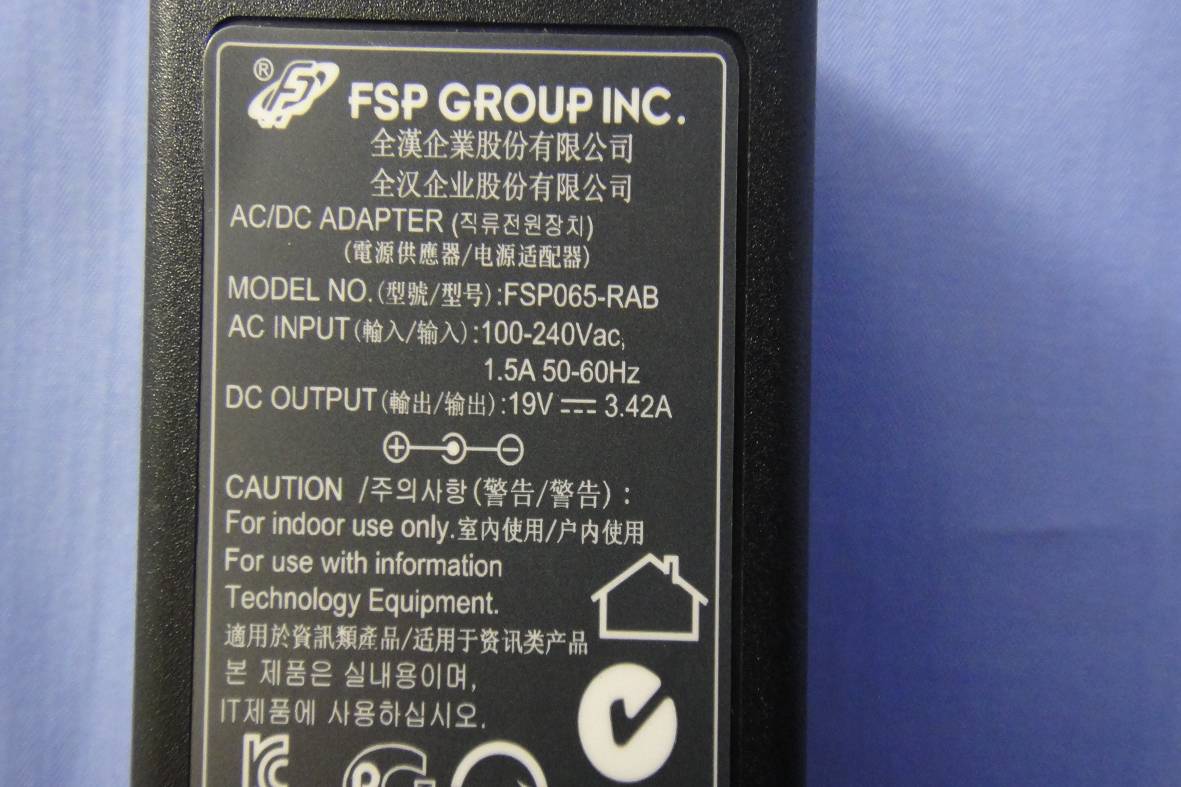 ® FSP GROUP INC.
全漢企業股份有限公司
全汉企业股份有限公司
AC/DC ADAPTER (직류전원장치)
(電源供應器/电源适配器)
MODEL NO.(型號/型号):FSP065-RAB
AC INPUT(輸入/输入):100-240Vac,
1.5A 50-60Hz
DC OUTPUT(輸出/输出):19V ⎓ 3.42A
CAUTION /주의사항(警告/警告) :
For indoor use only.室內使用/户内使用
For use with information
Technology Equipment.
適用於資訊類產品/适用于资讯类产品
본 제품은 실내용이며,
IT제품에 사용하십시오.